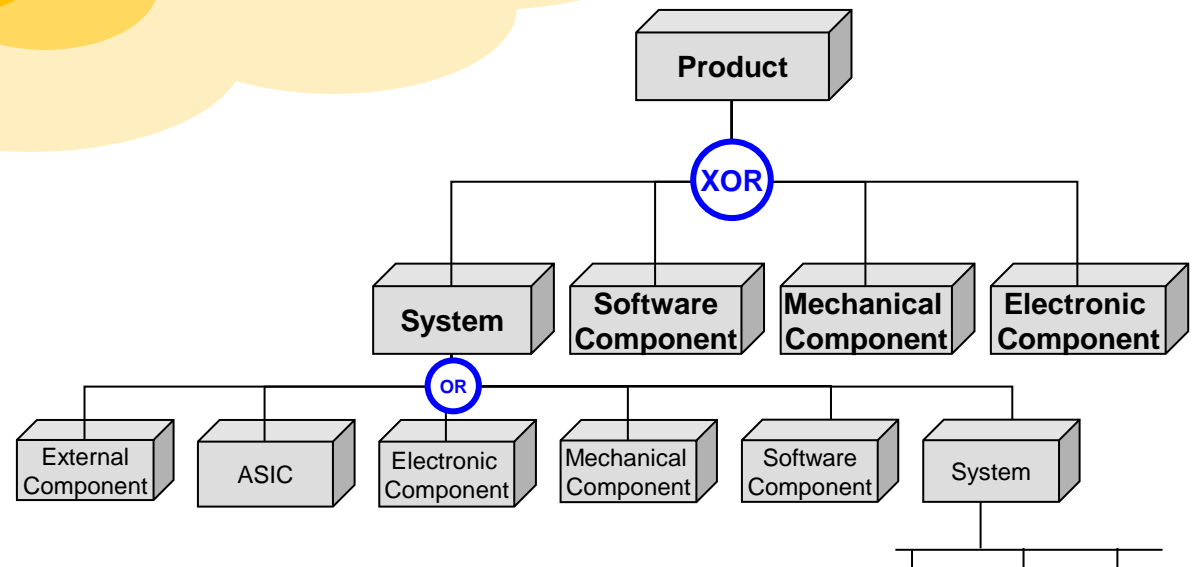 Product
XOR
System
Software
Component
Mechanical
Component
Electronic
Component
OR
External
Component
ASIC
Electronic
Component
Mechanical
Component
Software
Component
System